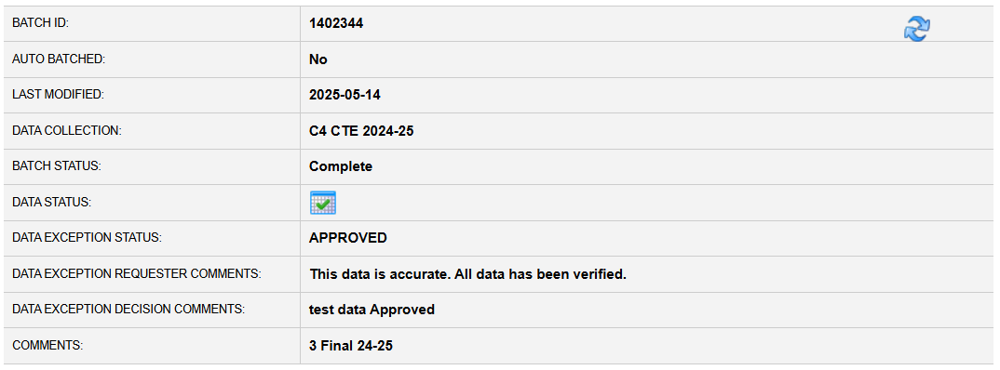 BATCH ID: 1402344
AUTO BATCHED: No
LAST MODIFIED: 2025-05-14
DATA COLLECTION: C4 CTE 2024-25
BATCH STATUS: Complete
DATA STATUS:
DATA EXCEPTION STATUS: APPROVED
DATA EXCEPTION REQUESTER COMMENTS: This data is accurate. All data has been verified.
DATA EXCEPTION DECISION COMMENTS: test data Approved
COMMENTS: 3 Final 24-25